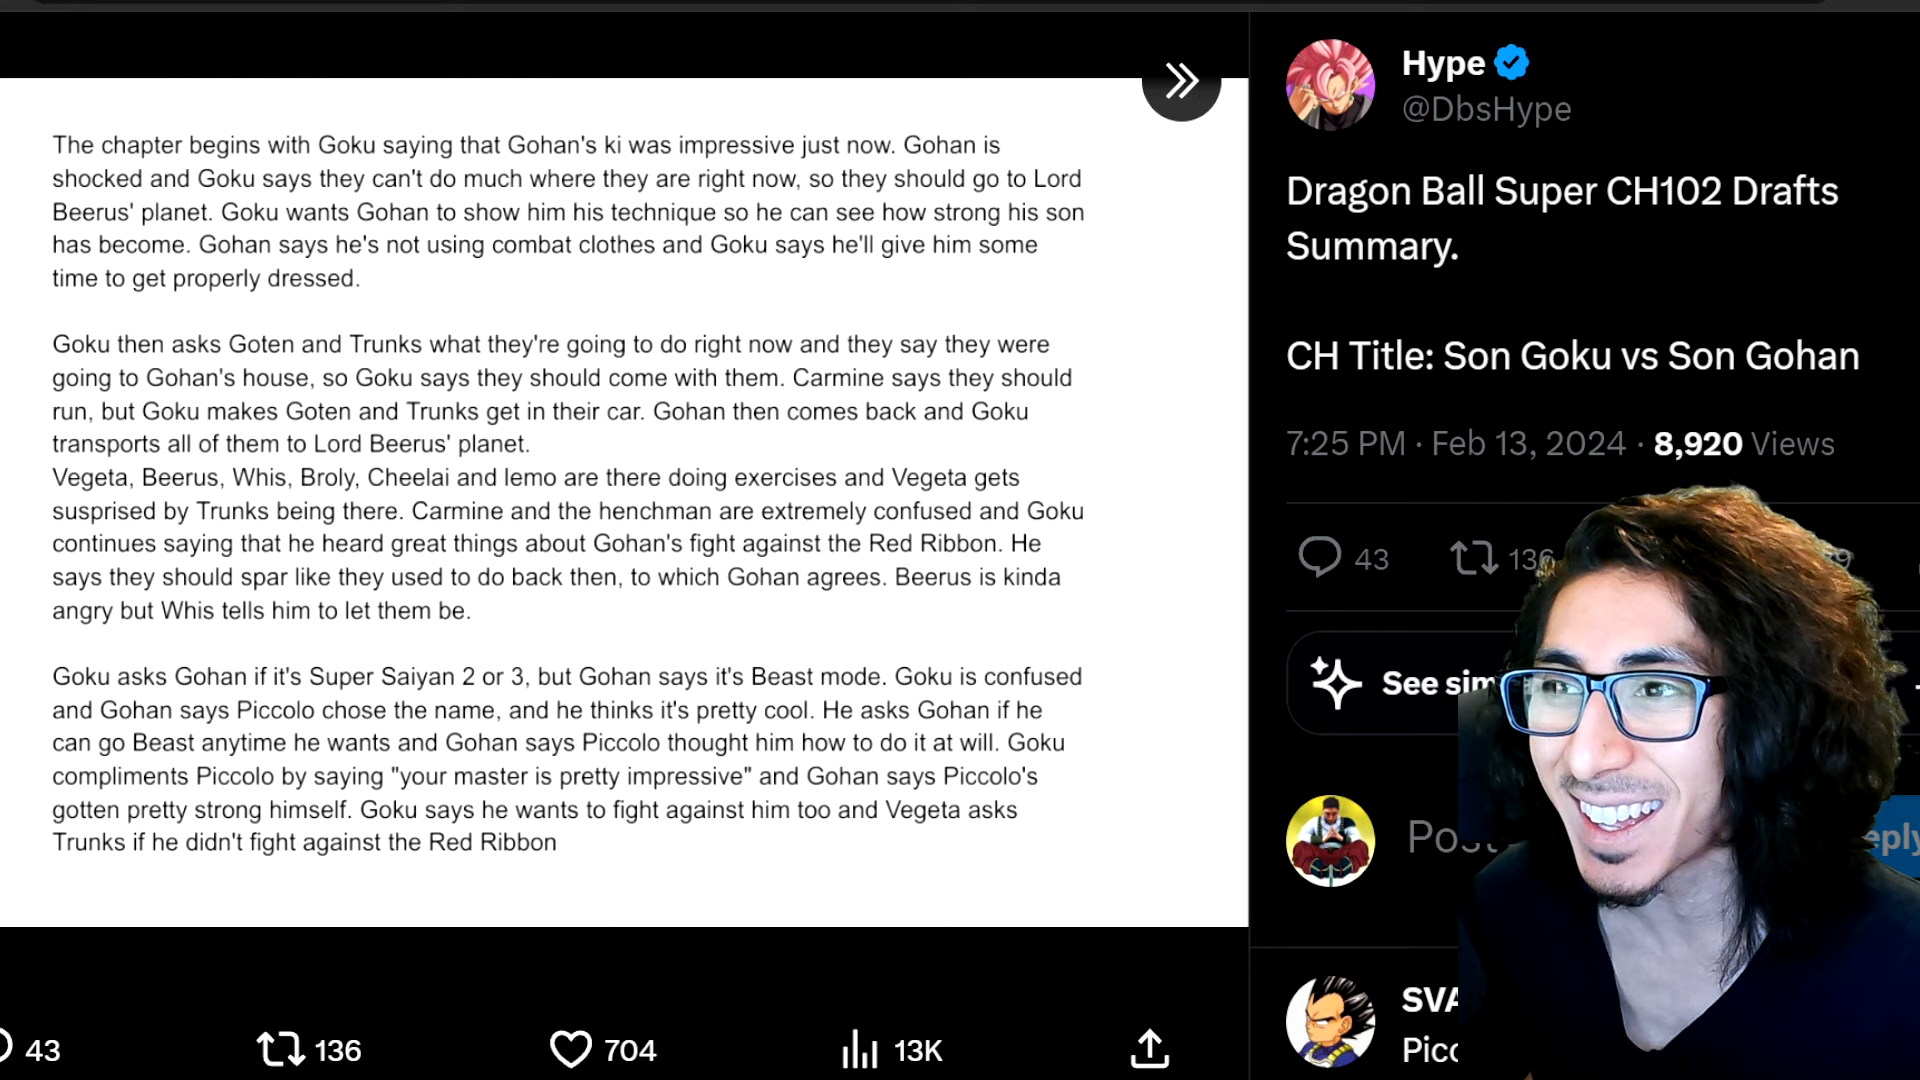 The chapter begins with Goku saying that Gohan's ki was impressive just now. Gohan is
shocked and Goku says they can't do much where they are right now, so they should go to Lord
Beerus' planet. Goku wants Gohan to show him his technique so he can see how strong his son
has become. Gohan says he's not using combat clothes and Goku says he'll give him some
time to get properly dressed.
Goku then asks Goten and Trunks what they're going to do right now and they say they were
going to Gohan's house, so Goku says they should come with them. Carmine says they should
run, but Goku makes Goten and Trunks get in their car. Gohan then comes back and Goku
transports all of them to Lord Beerus' planet.
Vegeta, Beerus, Whis, Broly, Cheelai and lemo are there doing exercises and Vegeta gets
susprised by Trunks being there. Carmine and the henchman are extremely confused and Goku
continues saying that he heard great things about Gohan's fight against the Red Ribbon. He
says they should spar like they used to do back then, to which Gohan agrees. Beerus is kinda
angry but Whis tells him to let them be.
Goku asks Gohan if it's Super Saiyan 2 or 3, but Gohan says it's Beast mode. Goku is confused
and Gohan says Piccolo chose the name, and he thinks it's pretty cool. He asks Gohan if he
can go Beast anytime he wants and Gohan says Piccolo thought him how to do it at will. Goku
compliments Piccolo by saying "your master is pretty impressive" and Gohan says Piccolo's
gotten pretty strong himself. Goku says he wants to fight against him too and Vegeta asks
Trunks if he didn't fight against the Red Ribbon
43
136
704
13K
Hype
@DbsHype
Dragon Ball Super CH102 Drafts
Summary.
CH Title: Son Goku vs Son Gohan
7:25 PM · Feb 13, 2024 · 8,920 Views
43
136
See sim
SVA
Picc